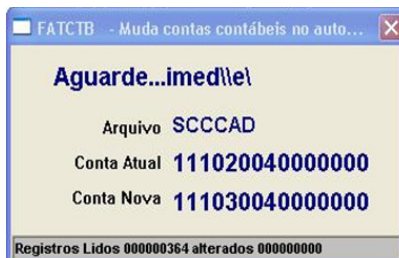 FATCTB - Muda contas contábeis no auto...
Aguarde...imed\\e\
Arquivo SCCCAD
Conta Atual 111020040000000
Conta Nova 111030040000000
Registros Lidos 000000364 alterados 000000000